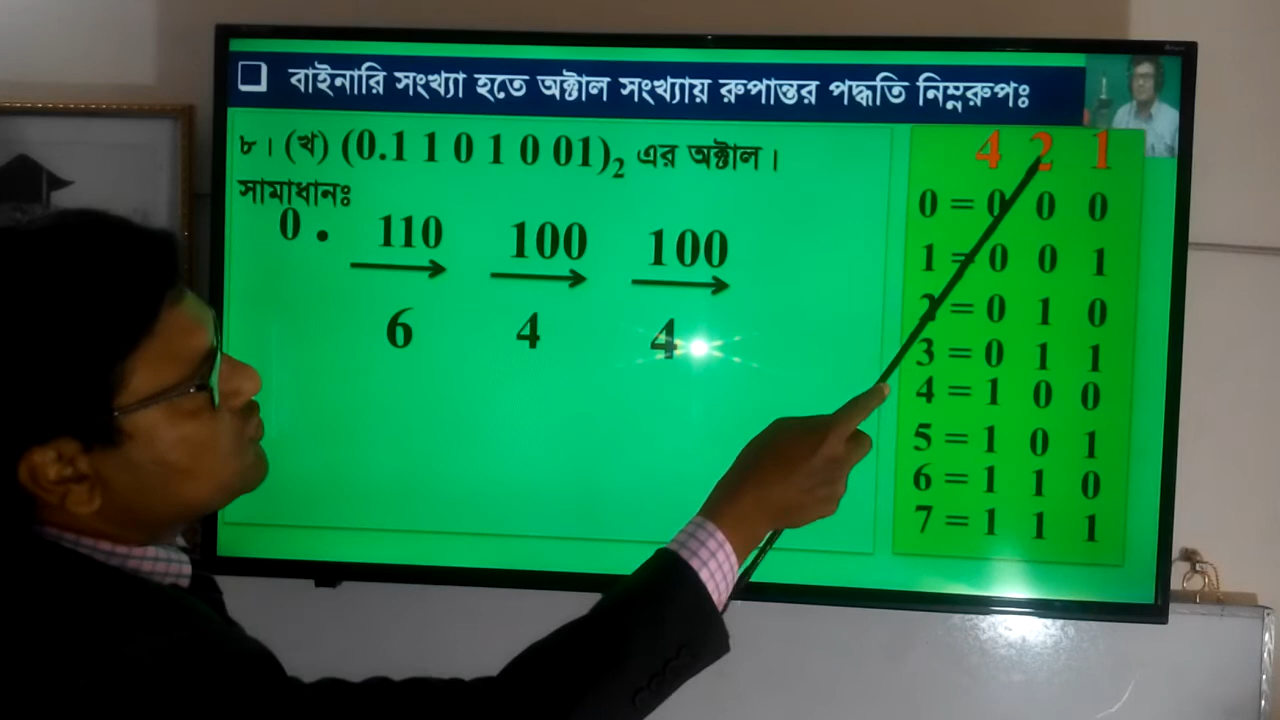 ❑ বাইনারি সংখ্যা হতে অক্টাল সংখ্যায় রুপান্তর পদ্ধতি নিম্নরুপঃ
৮। (খ) (0.1 1 0 1 0 01)₂ এর অক্টাল।
সামাধানঃ
0 . 110 100 100
6 4 4
4 2 1
0 = 0 0 0
1 = 0 0 1
2 = 0 1 0
3 = 0 1 1
4 = 1 0 0
5 = 1 0 1
6 = 1 1 0
7 = 1 1 1